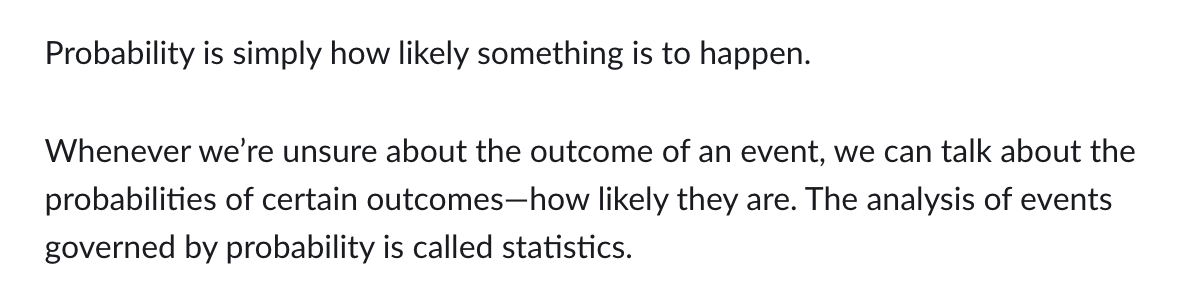 Probability is simply how likely something is to happen.
Whenever we’re unsure about the outcome of an event, we can talk about the
probabilities of certain outcomes—how likely they are. The analysis of events
governed by probability is called statistics.